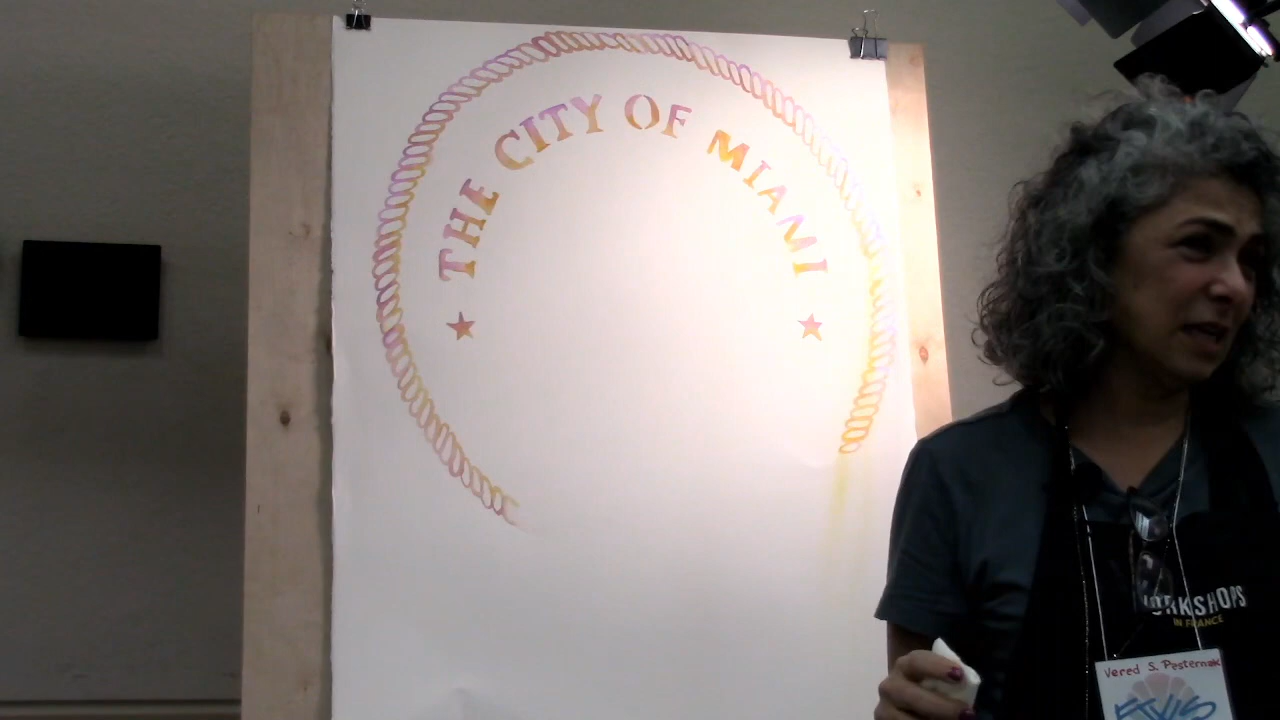 THE CITY OF MIAMI
WORKSHOPS
IN FRANCE
Vered S. Pesternak